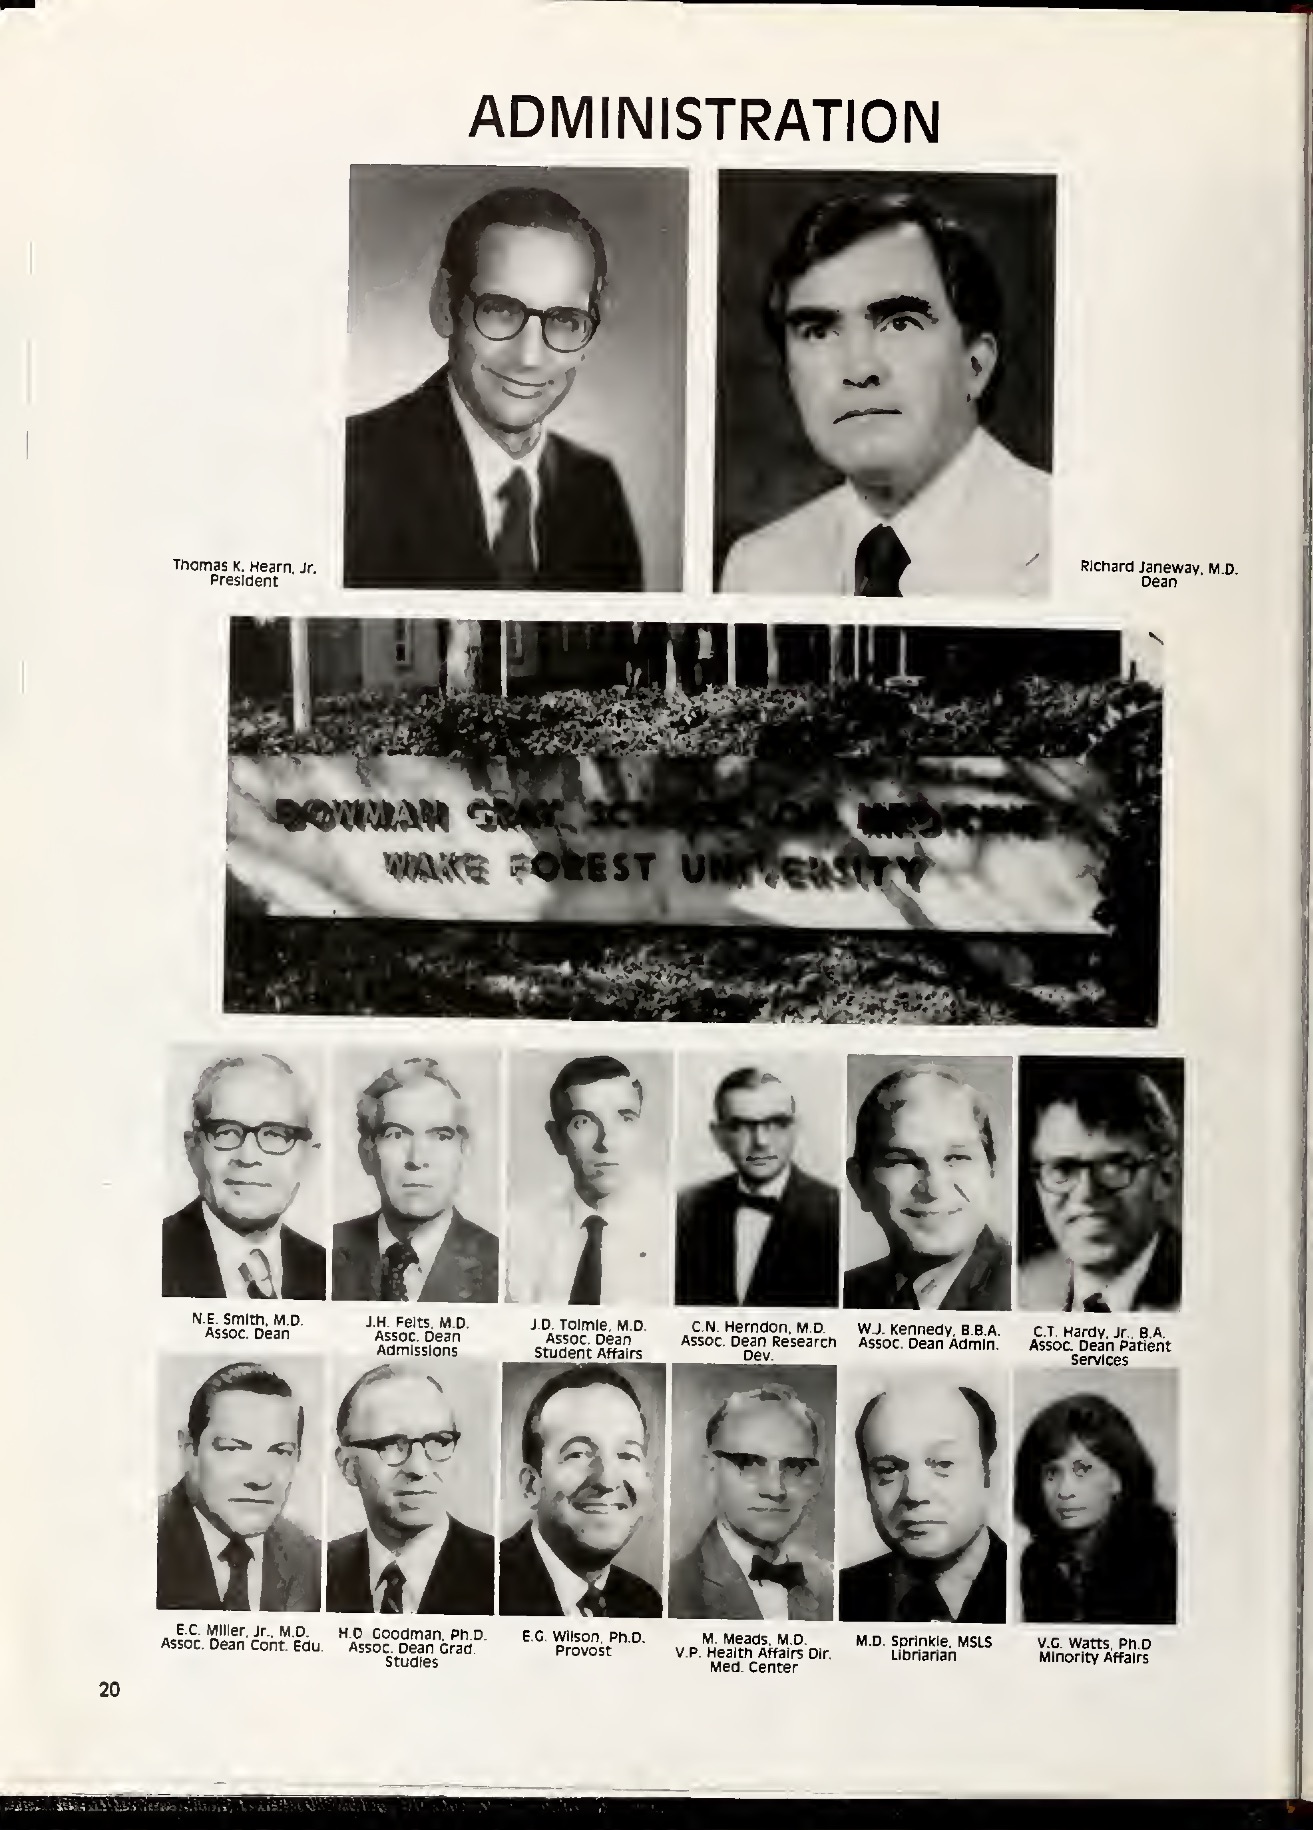 ADMINISTRATION
Thomas K. Hearn, Jr.
President
Richard Janeway, M.D.
Dean
BOWMAN GRAY SCHOOL OF MEDICINE
WAKE FOREST UNIVERSITY
N.E. Smith, M.D.
Assoc. Dean
J.H. Felts, M.D.
Assoc. Dean
Admissions
J.D. Tolmie, M.D.
Assoc. Dean
Student Affairs
C.N. Herndon, M.D.
Assoc. Dean Research
Dev.
W.J. Kennedy, B.B.A.
Assoc. Dean Admin.
C.T. Hardy, Jr., B.A.
Assoc. Dean Patient
Services
E.C. Miller, Jr., M.D.
Assoc. Dean Cont. Edu.
H.O. Goodman, Ph.D.
Assoc. Dean Grad.
Studies
E.G. Wilson, Ph.D.
Provost
M. Meads, M.D.
V.P. Health Affairs Dir.
Med. Center
M.D. Sprinkle, MSLS
Librarian
V.G. Watts, Ph.D
Minority Affairs
20